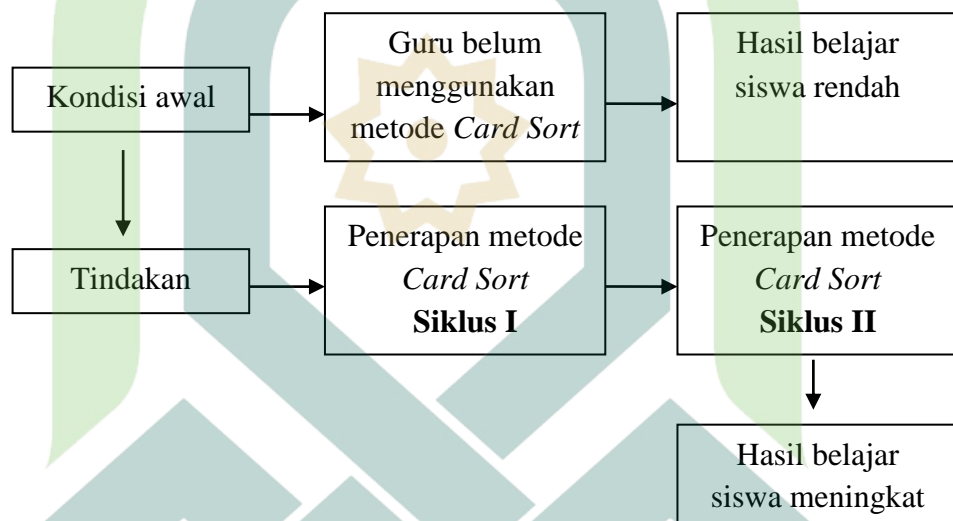 Kondisi awal
Guru belum
menggunakan
metode Card Sort
Hasil belajar
siswa rendah
Tindakan
Penerapan metode
Card Sort
Siklus I
Penerapan metode
Card Sort
Siklus II
Hasil belajar
siswa meningkat